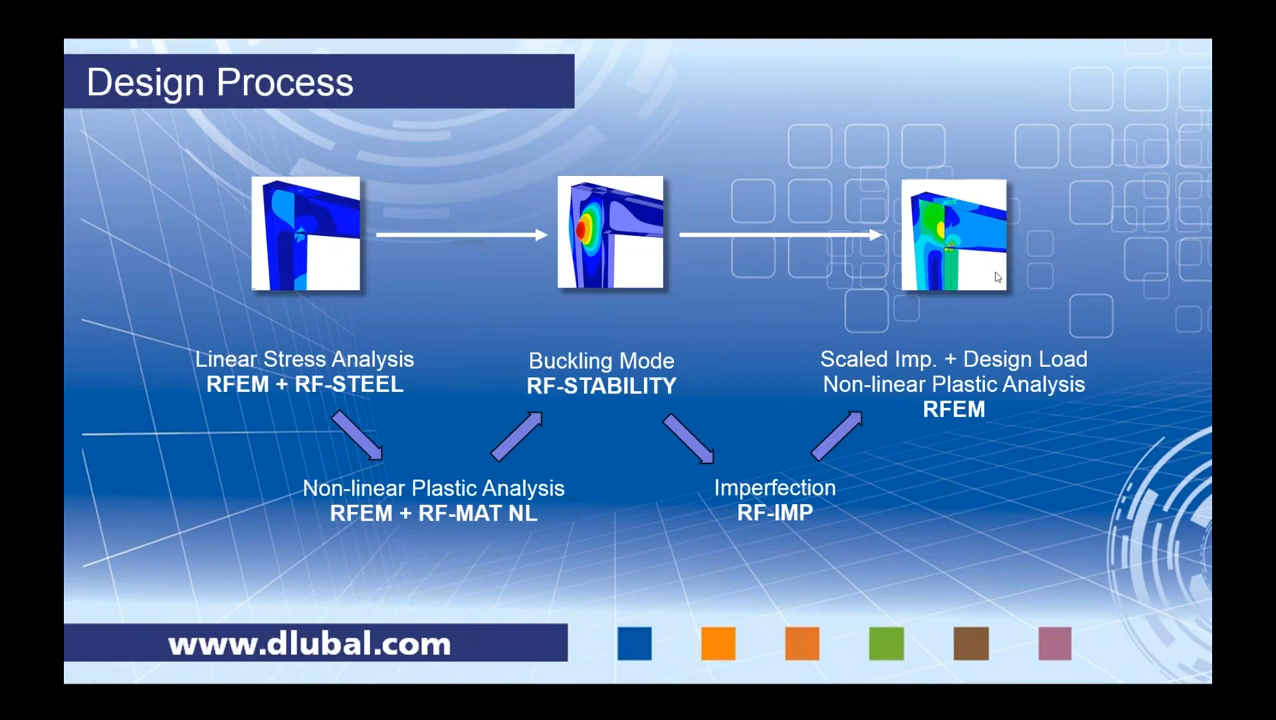 Design Process
Linear Stress Analysis
RFEM + RF-STEEL
Buckling Mode
RF-STABILITY
Scaled Imp. + Design Load
Non-linear Plastic Analysis
RFEM
Non-linear Plastic Analysis
RFEM + RF-MAT NL
Imperfection
RF-IMP
www.dlubal.com